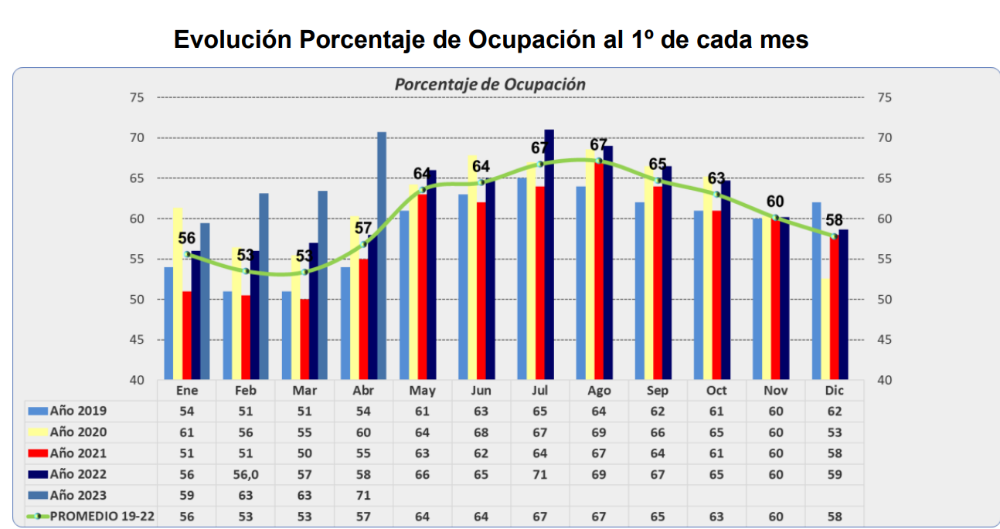 Evolución Porcentaje de Ocupación al 1º de cada mes
Porcentaje de Ocupación
75 75
70 70
65 65
60 60
55 55
50 50
45 45
40 40
56 53 53 57 64 64 67 67 65 63 60 58
Ene Feb Mar Abr May Jun Jul Ago Sep Oct Nov Dic
Año 2019 54 51 51 54 61 63 65 64 62 61 60 62
Año 2020 61 56 55 60 64 68 67 69 66 65 60 53
Año 2021 51 51 50 55 63 62 64 67 64 61 60 58
Año 2022 56 56,0 57 58 66 65 71 69 67 65 60 59
Año 2023 59 63 63 71
PROMEDIO 19-22 56 53 53 57 64 64 67 67 65 63 60 58